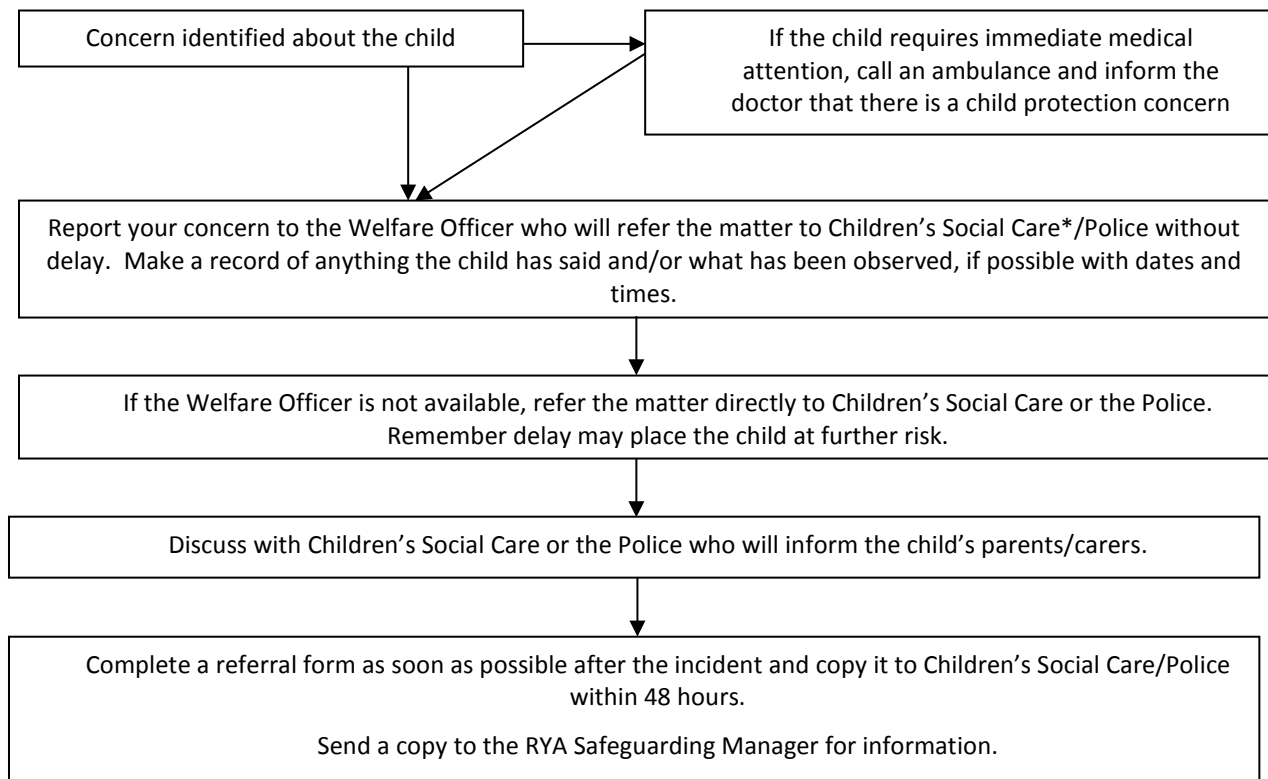 Concern identified about the child
If the child requires immediate medical
attention, call an ambulance and inform the
doctor that there is a child protection concern
Report your concern to the Welfare Officer who will refer the matter to Children’s Social Care*/Police without
delay.  Make a record of anything the child has said and/or what has been observed, if possible with dates and
times.
If the Welfare Officer is not available, refer the matter directly to Children’s Social Care or the Police.
Remember delay may place the child at further risk.
Discuss with Children’s Social Care or the Police who will inform the child’s parents/carers.
Complete a referral form as soon as possible after the incident and copy it to Children’s Social Care/Police
within 48 hours.
Send a copy to the RYA Safeguarding Manager for information.